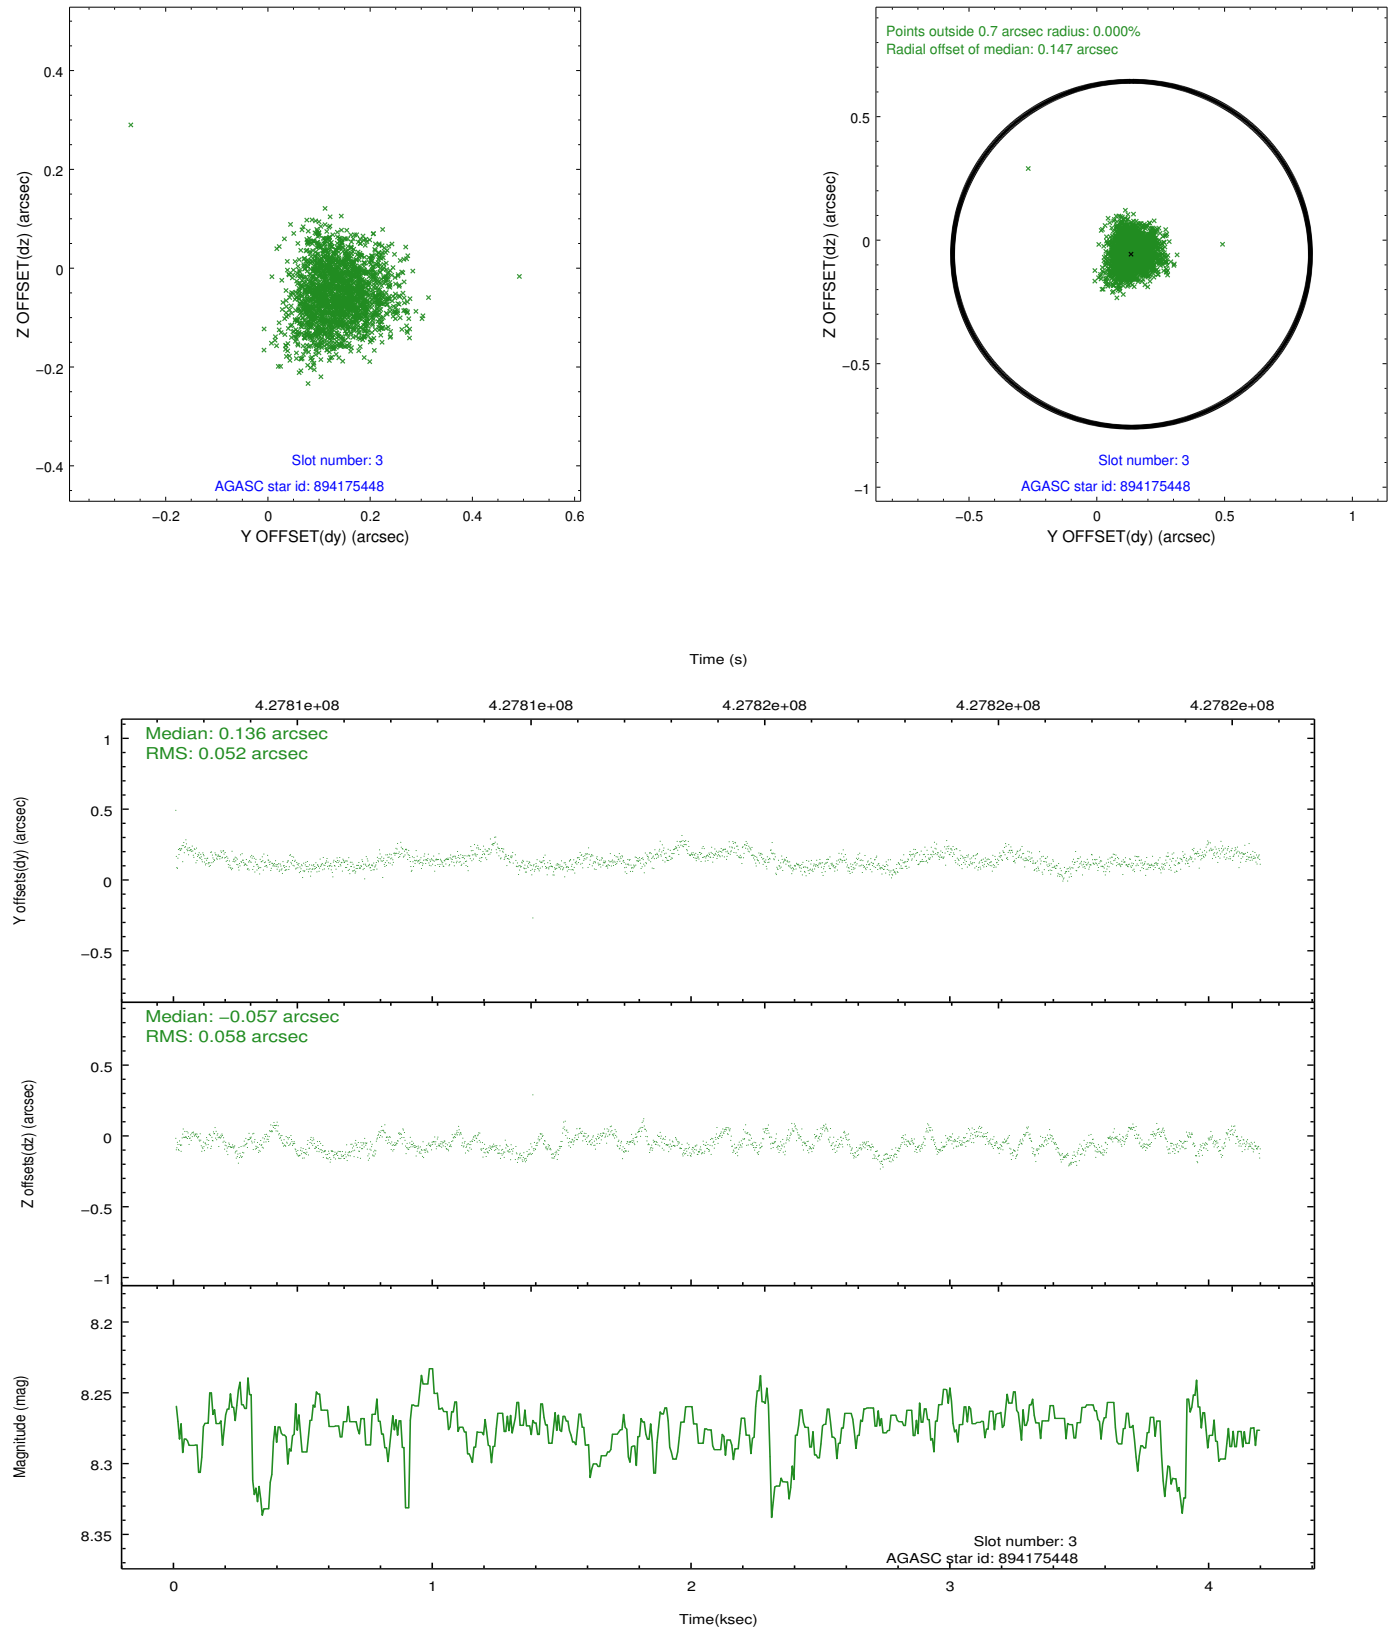 Points outside 0.7 arcsec radius: 0.000%
Radial offset of median: 0.147 arcsec
Z OFFSET(dz) (arcsec)
0.4
0.2
0
−0.2
−0.4
Slot number: 3
AGASC star id: 894175448
−0.2
0
0.2
0.4
0.6
Y OFFSET(dy) (arcsec)
Z OFFSET(dz) (arcsec)
0.5
0
−0.5
−1
Slot number: 3
AGASC star id: 894175448
−0.5
0
0.5
1
Y OFFSET(dy) (arcsec)
Time (s)
4.2781e+08
4.2781e+08
4.2782e+08
4.2782e+08
4.2782e+08
Median: 0.136 arcsec
RMS: 0.052 arcsec
Y offsets(dy) (arcsec)
1
0.5
0
−0.5
Median: −0.057 arcsec
RMS: 0.058 arcsec
Z offsets(dz) (arcsec)
0.5
0
−0.5
−1
Magnitude (mag)
8.2
8.25
8.3
8.35
Slot number: 3
AGASC star id: 894175448
0
1
2
3
4
Time(ksec)